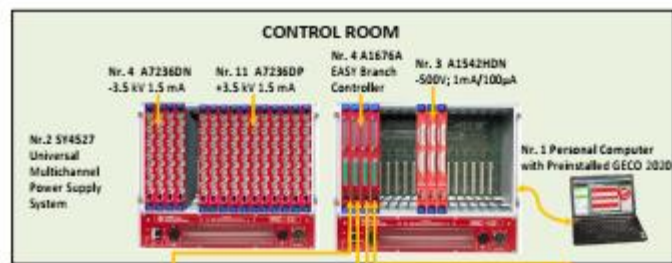 CONTROL ROOM
Nr. 4 A7236DN
-3.5 kV 1.5 mA
Nr. 11 A7236DP
+3.5 kV 1.5 mA
Nr. 4 A1676A
EASY Branch
Controller
Nr. 3 A1542HDN
-500V; 1mA/100µA
Nr.2 SY4527
Universal
Multichannel
Power Supply
System
Nr. 1 Personal Computer
with Preinstalled GECO 2020